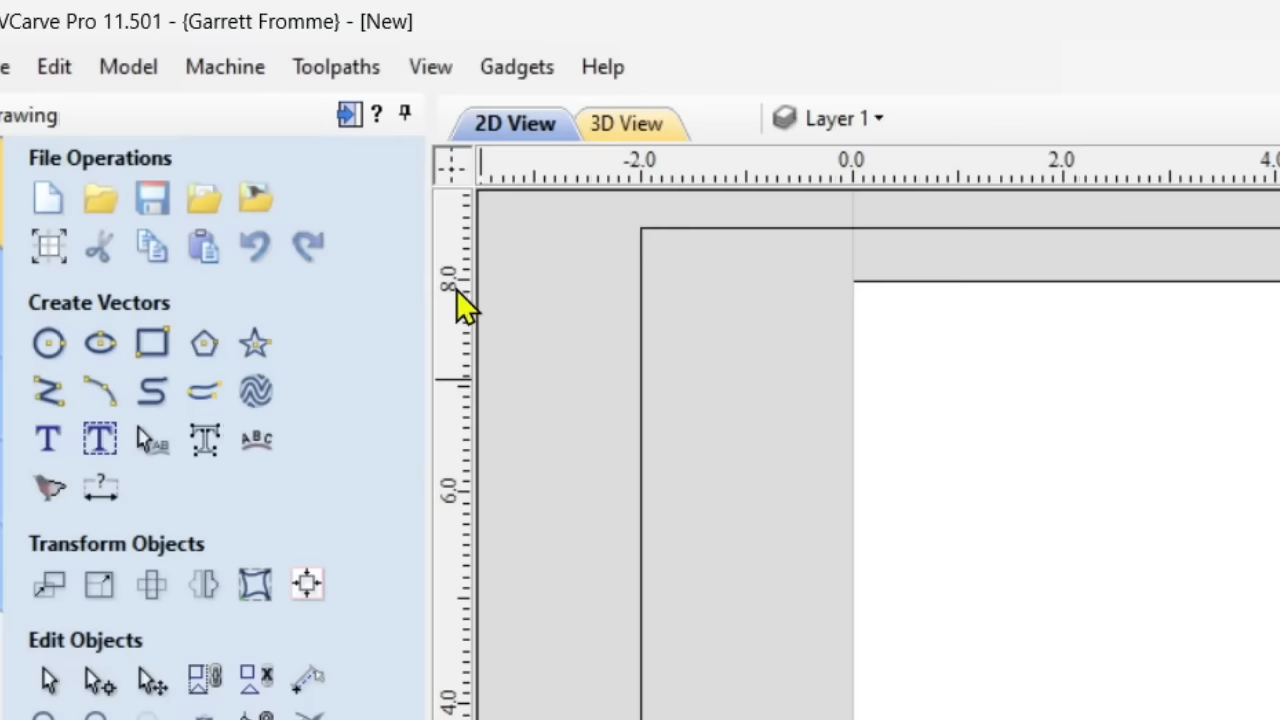 VCarve Pro 11.501 - {Garrett Fromme} - [New]
e Edit Model Machine Toolpaths View Gadgets Help
rawing ?
2D View 3D View Layer 1
File Operations
-2.0 0.0 2.0 4.0
8.0
Create Vectors
T T AB T ABC
?
6.0
Transform Objects
Edit Objects
4.0